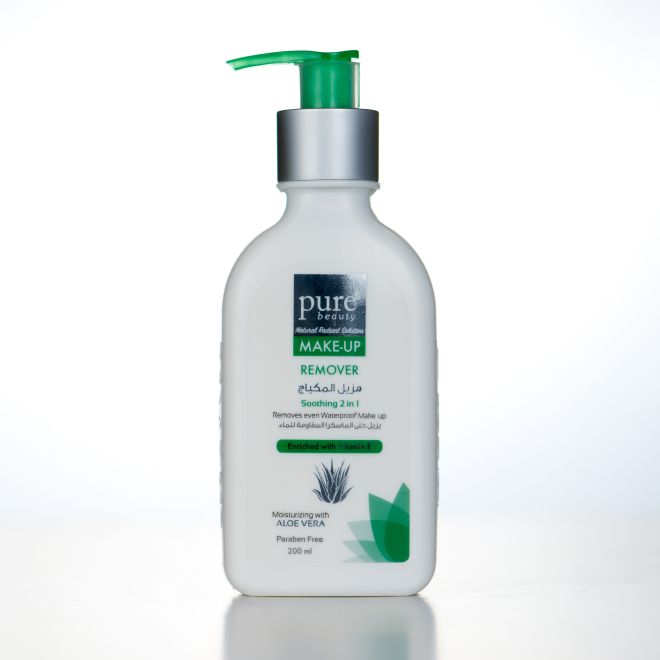 pure
beauty
Natural Radiant Solution
MAKE-UP
REMOVER
مزيل المكياج
Soothing 2 in 1
Removes even Waterproof Make up
يزيل حتى الماسكرا المقاومة للماء
Enriched with Vitamin E
Moisturizing with
ALOE VERA
Paraben Free
200 ml